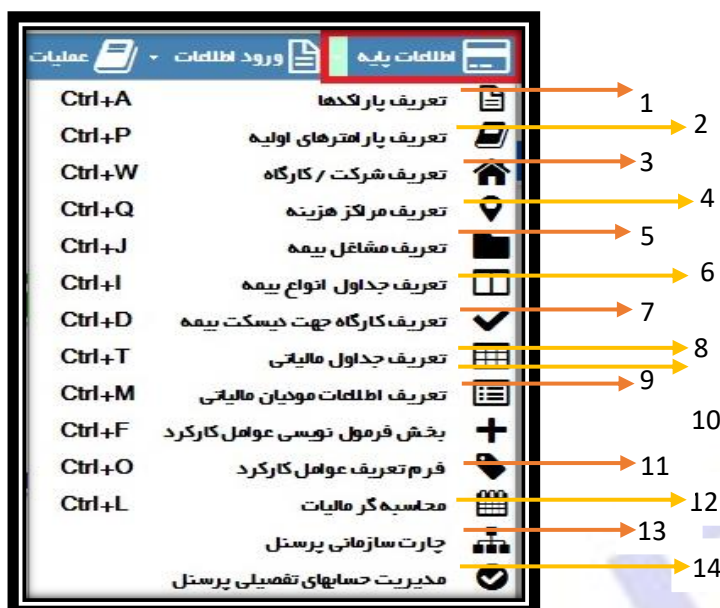 اطلاعات پایه ورود اطلاعات عملیات
تعریف پاراکدها Ctrl+A 1
تعریف پارامترهای اولیه Ctrl+P 2
تعریف شرکت / کارگاه Ctrl+W 3
تعریف مراکز هزینه Ctrl+Q 4
تعریف مشاغل بیمه Ctrl+J 5
تعریف جداول انواع بیمه Ctrl+I 6
تعریف کارگاه جهت دیسکت بیمه Ctrl+D 7
تعریف جداول مالیاتی Ctrl+T 8
تعریف اطلاعات مودیان مالیاتی Ctrl+M 9
بخش فرمول نویسی عوامل کارکرد Ctrl+F 10
فرم تعریف عوامل کارکرد Ctrl+O 11
محاسبه گر مالیات Ctrl+L 12
چارت سازمانی پرسنل 13
مدیریت حسابهای تفصیلی پرسنل 14